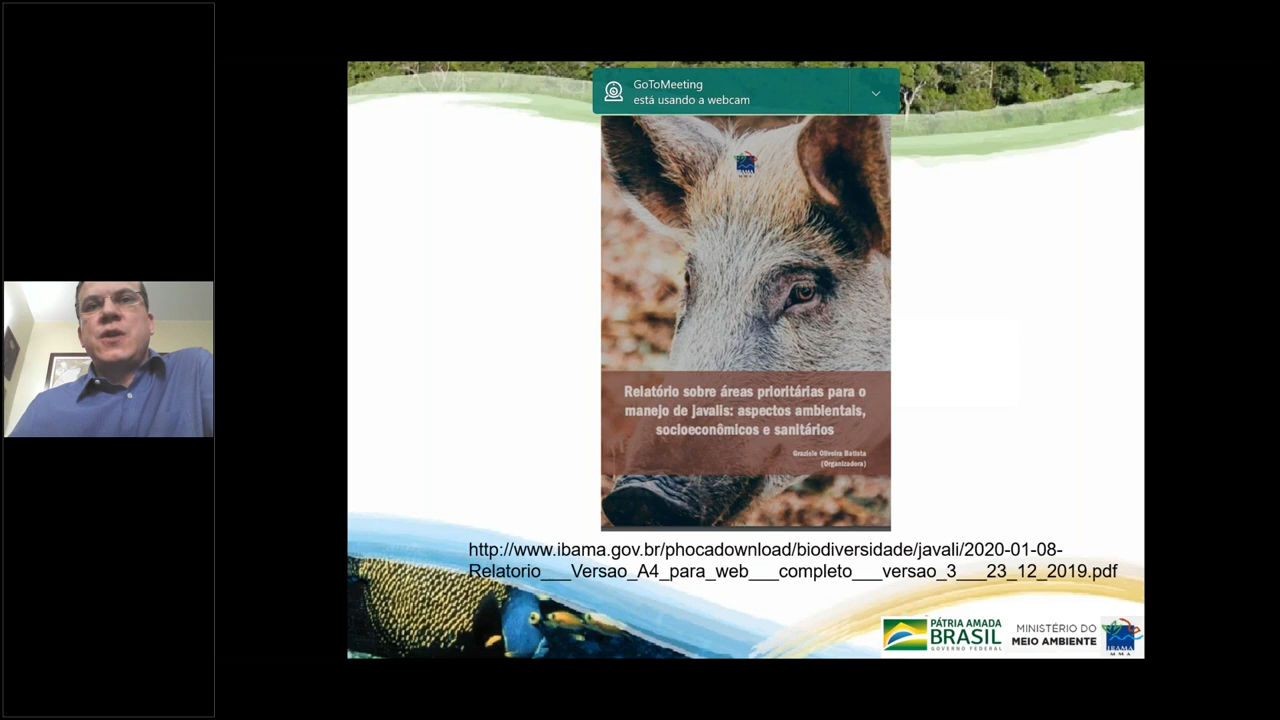 GoToMeeting
está usando a webcam
IBAMA
M M A
Relatório sobre áreas prioritárias para o
manejo de javalis: aspectos ambientais,
socioeconômicos e sanitários
Graziele Oliveira Batista
(Organizadora)
http://www.ibama.gov.br/phocadownload/biodiversidade/javali/2020-01-08-
Relatorio___Versao_A4_para_web___completo___versao_3___23_12_2019.pdf
PÁTRIA AMADA
BRASIL
GOVERNO FEDERAL
MINISTÉRIO DO
MEIO AMBIENTE
IBAMA
M M A